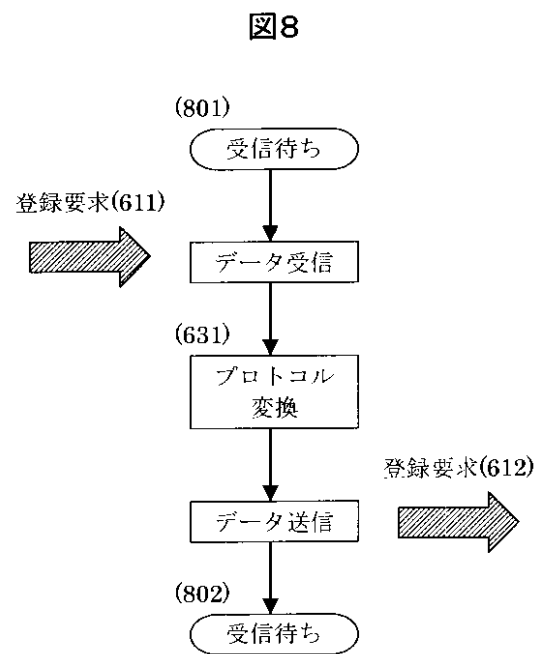 図8
(801)
受信待ち
登録要求(611)
データ受信
(631)
プロトコル
変換
登録要求(612)
データ送信
(802)
受信待ち